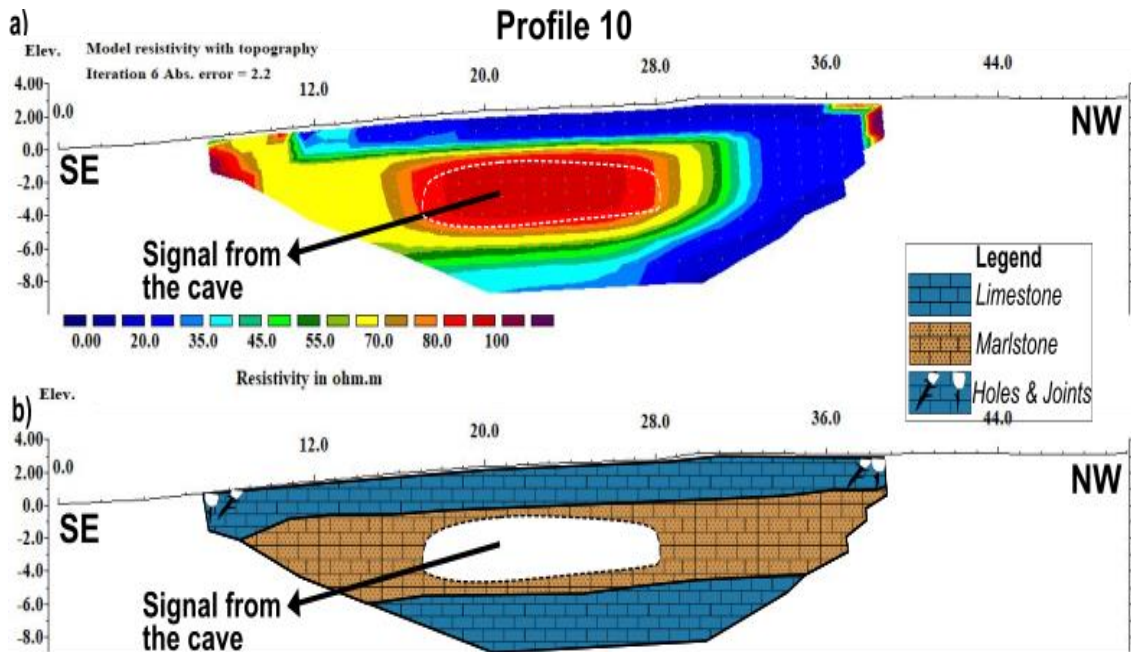 a)
Profile 10
Elev.
Model resistivity with topography
Iteration 6 Abs. error = 2.2
4.00
2.00
0.0
-2.0
-4.0
-6.0
-8.0
0.0
12.0
20.0
28.0
36.0
44.0
SE
NW
Signal from
the cave
0.00 20.0 35.0 45.0 55.0 70.0 80.0 100
Resistivity in ohm.m
Legend
Limestone
Marlstone
Holes & Joints
b)
Elev.
4.00
2.00
0.0
-2.0
-4.0
-6.0
-8.0
0.0
12.0
20.0
28.0
36.0
44.0
SE
NW
Signal from
the cave